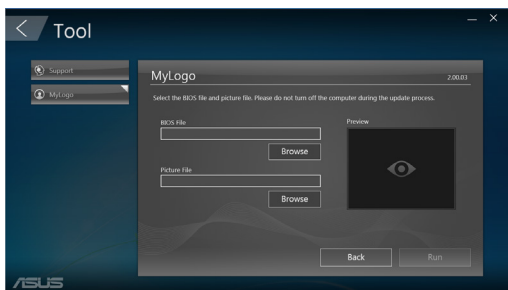 Tool
Support
MyLogo
MyLogo
2.00.03
Select the BIOS file and picture file. Please do not turn off the computer during the update process.
BIOS File
Browse
Picture File
Browse
Preview
Back
Run
ASUS